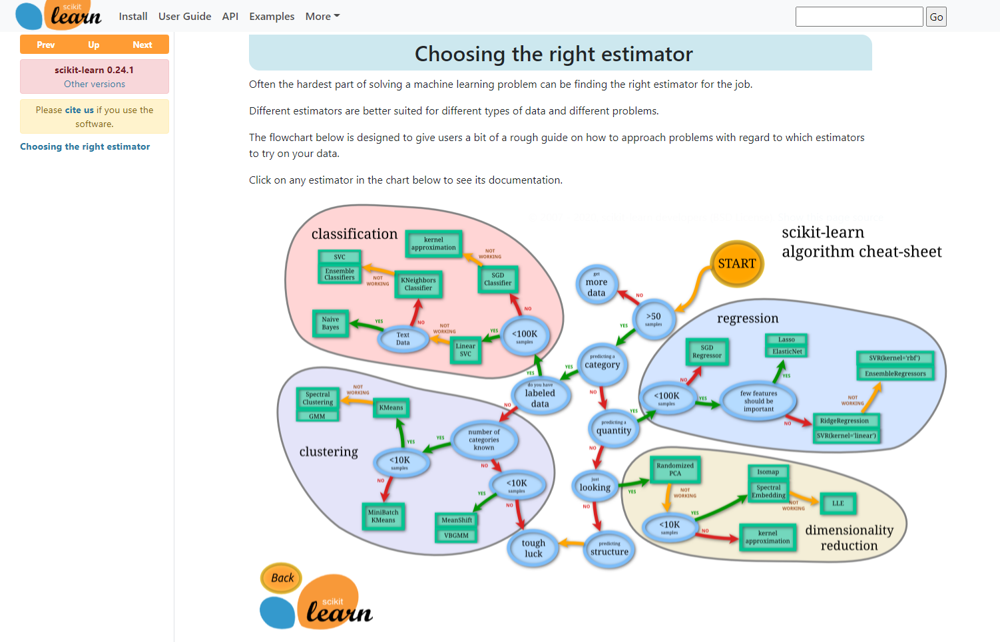 scikit
learn
Install
User Guide
API
Examples
More
Go
Prev
Up
Next
scikit-learn 0.24.1
Other versions
Please cite us if you use the
software.
Choosing the right estimator
Choosing the right estimator
Often the hardest part of solving a machine learning problem can be finding the right estimator for the job.
Different estimators are better suited for different types of data and different problems.
The flowchart below is designed to give users a bit of a rough guide on how to approach problems with regard to which estimators
to try on your data.
Click on any estimator in the chart below to see its documentation.
scikit-learn
algorithm cheat-sheet
START
>50
samples
NO
get
more
data
YES
predicting a
category
YES
do you have
labeled
data
NO
predicting a
quantity
YES
NO
just
looking
YES
NO
predicting
structure
tough
luck
classification
YES
<100K
samples
NO
SGD
Classifier
NOT
WORKING
kernel
approximation
YES
Linear
SVC
NOT
WORKING
Text
Data
YES
Naive
Bayes
NO
KNeighbors
Classifier
NOT
WORKING
SVC
Ensemble
Classifiers
clustering
NO
number of
categories
known
YES
<10K
samples
YES
KMeans
NOT
WORKING
Spectral
Clustering
GMM
NO
MiniBatch
KMeans
NO
<10K
samples
YES
MeanShift
VBGMM
NO
regression
<100K
samples
NO
SGD
Regressor
YES
few features
should be
important
YES
Lasso
ElasticNet
NO
RidgeRegression
SVR(kernel='linear')
NOT
WORKING
SVR(kernel='rbf')
EnsembleRegressors
dimensionality
reduction
Randomized
PCA
NOT
WORKING
<10K
samples
YES
Isomap
Spectral
Embedding
NOT
WORKING
LLE
NO
kernel
approximation
Back
scikit
learn